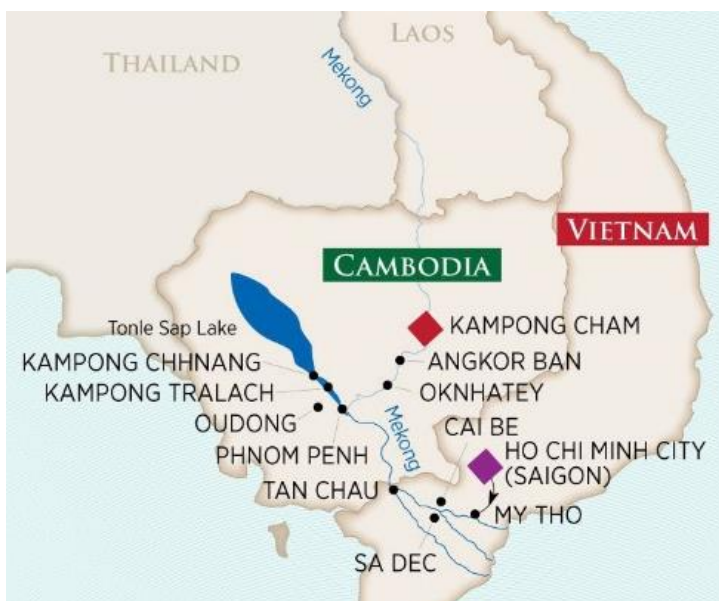 LAOS
THAILAND
Mekong
VIETNAM
CAMBODIA
Tonle Sap Lake
KAMPONG CHAM
KAMPONG CHHNANG
ANGKOR BAN
KAMPONG TRALACH
OKNHATEY
OUDONG
CAI BE
PHNOM PENH
Mekong
HO CHI MINH CITY
(SAIGON)
TAN CHAU
MY THO
SA DEC